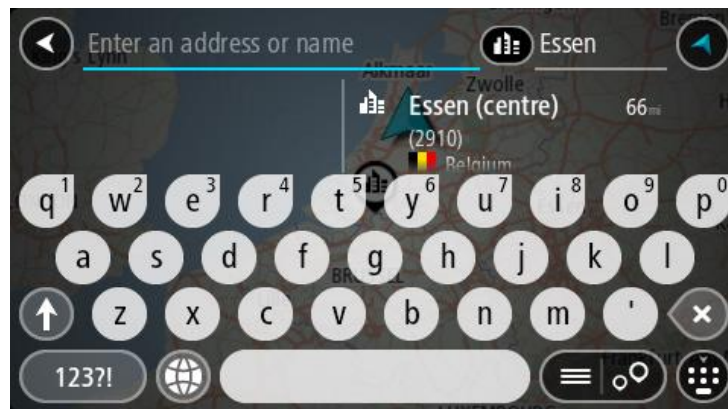 Enter an address or name
Essen
Alkmaar
Zwolle
Essen (centre) 66mi
(2910)
Belgium
q1 w2 e3 r4 t5 y6 u7 i8 o9 p0
a s d f g h j k l
z x c v b n m '
123?!
LUXEMBOURG